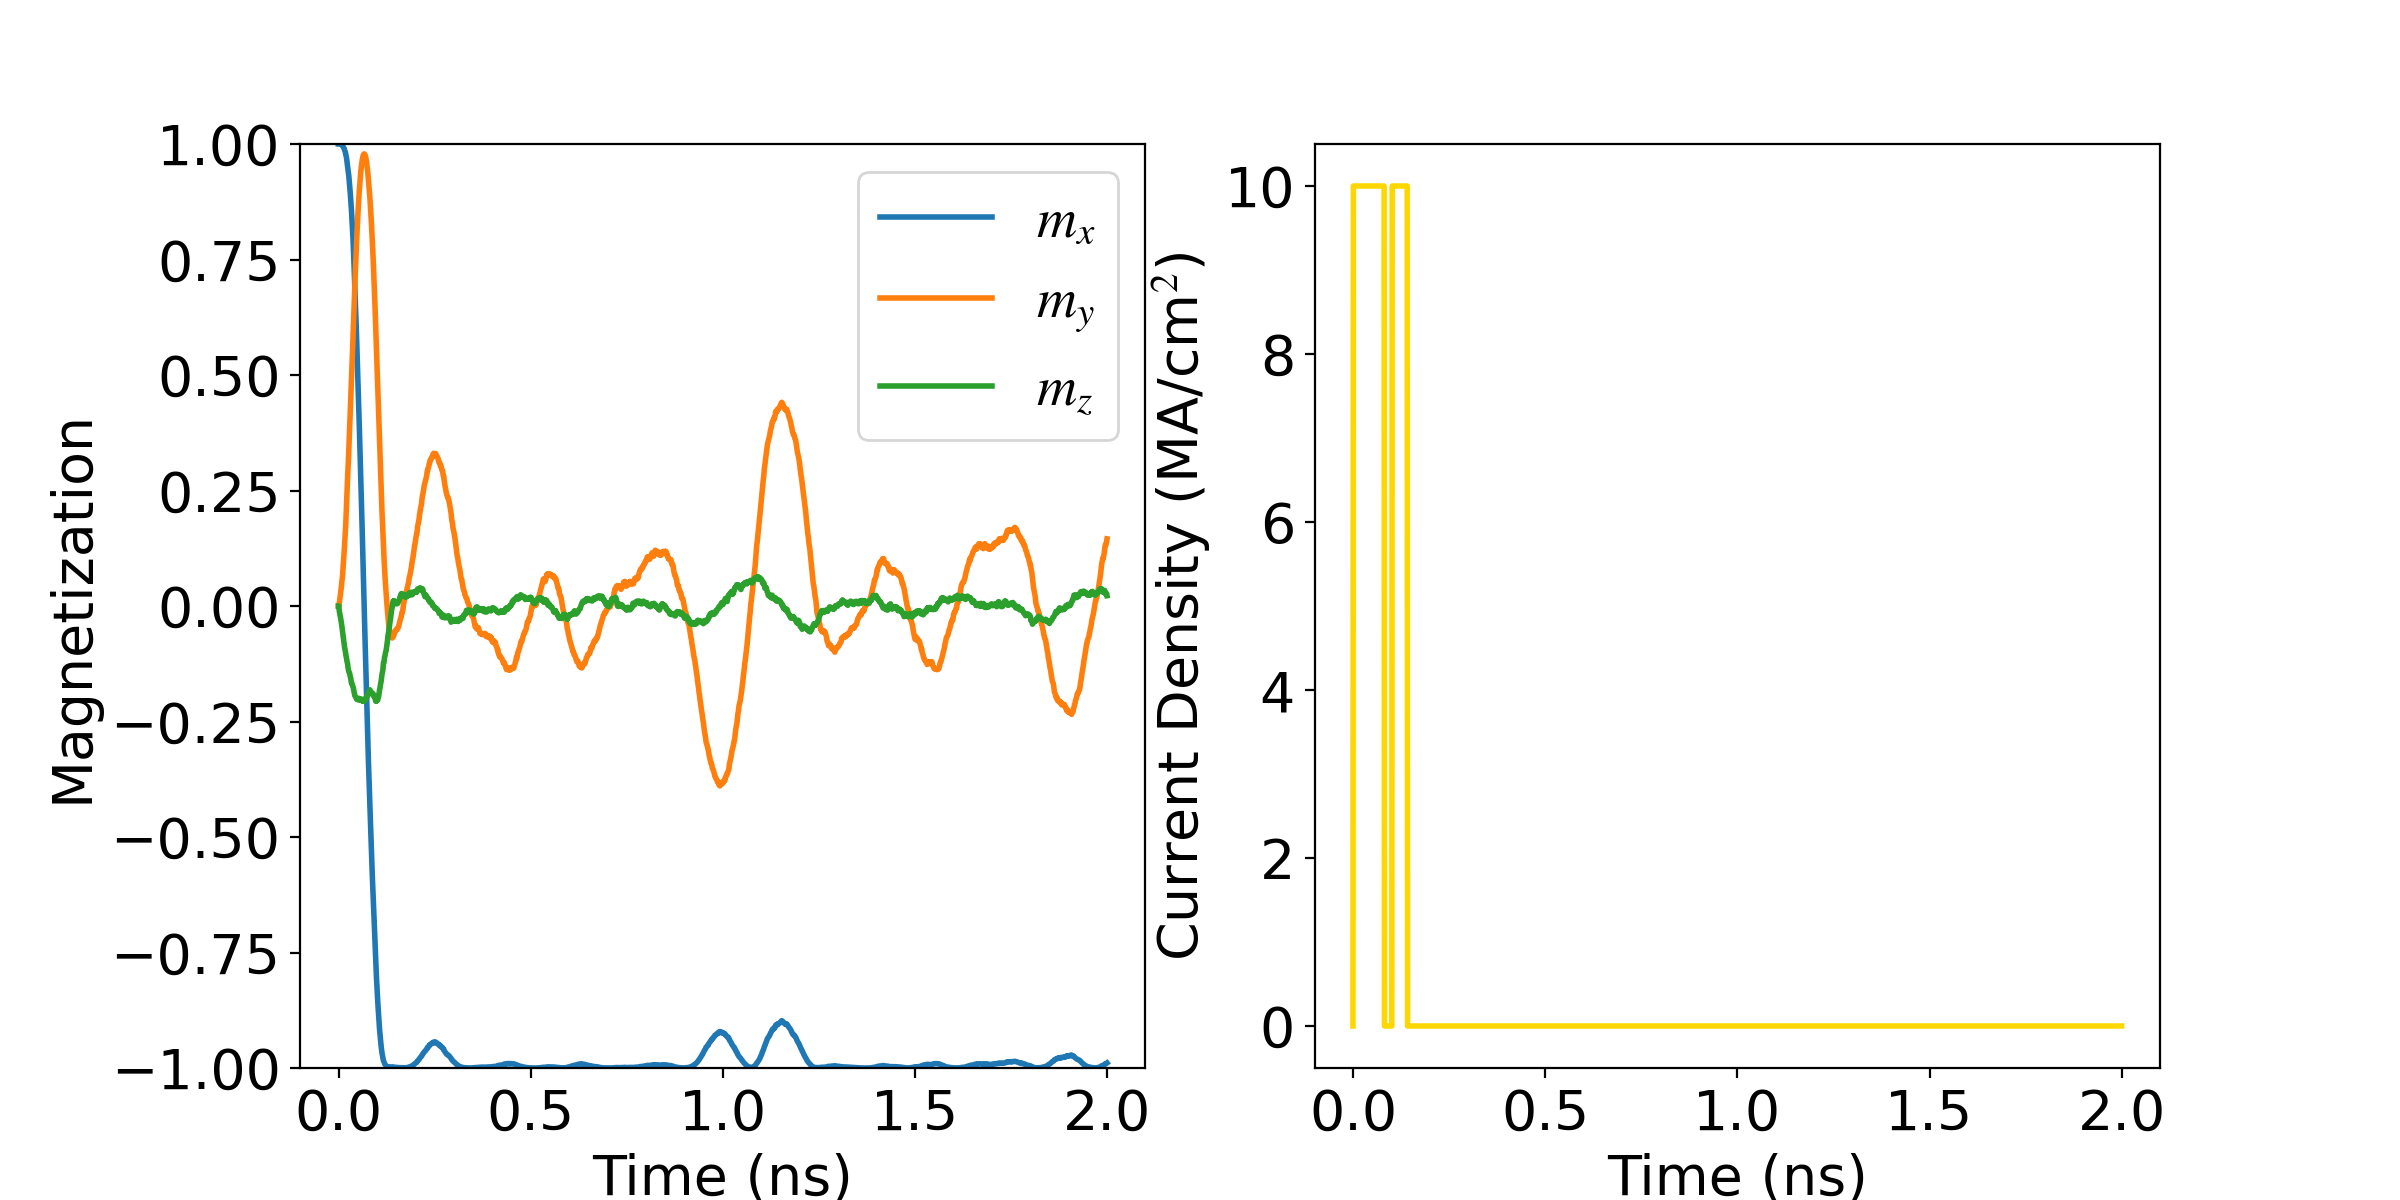 1.00
0.75
0.50
0.25
0.00
−0.25
−0.50
−0.75
−1.00
Magnetization
0.0 0.5 1.0 1.5 2.0
Time (ns)
m_x
m_y
m_z
10
8
6
4
2
0
Current Density (MA/cm²)
0.0 0.5 1.0 1.5 2.0
Time (ns)